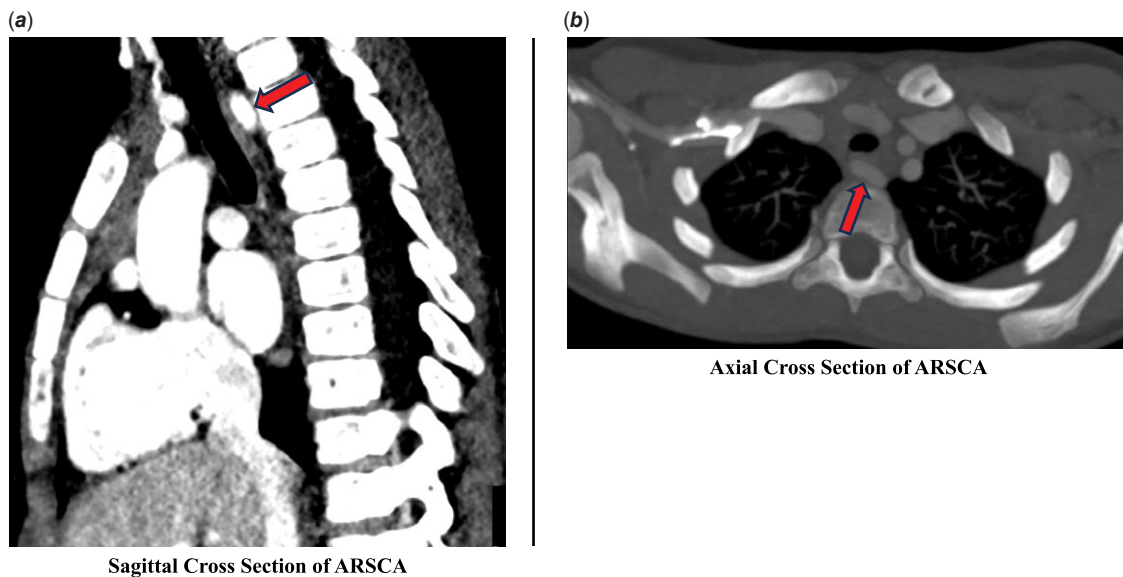 (a)
(b)
Axial Cross Section of ARSCA
Sagittal Cross Section of ARSCA